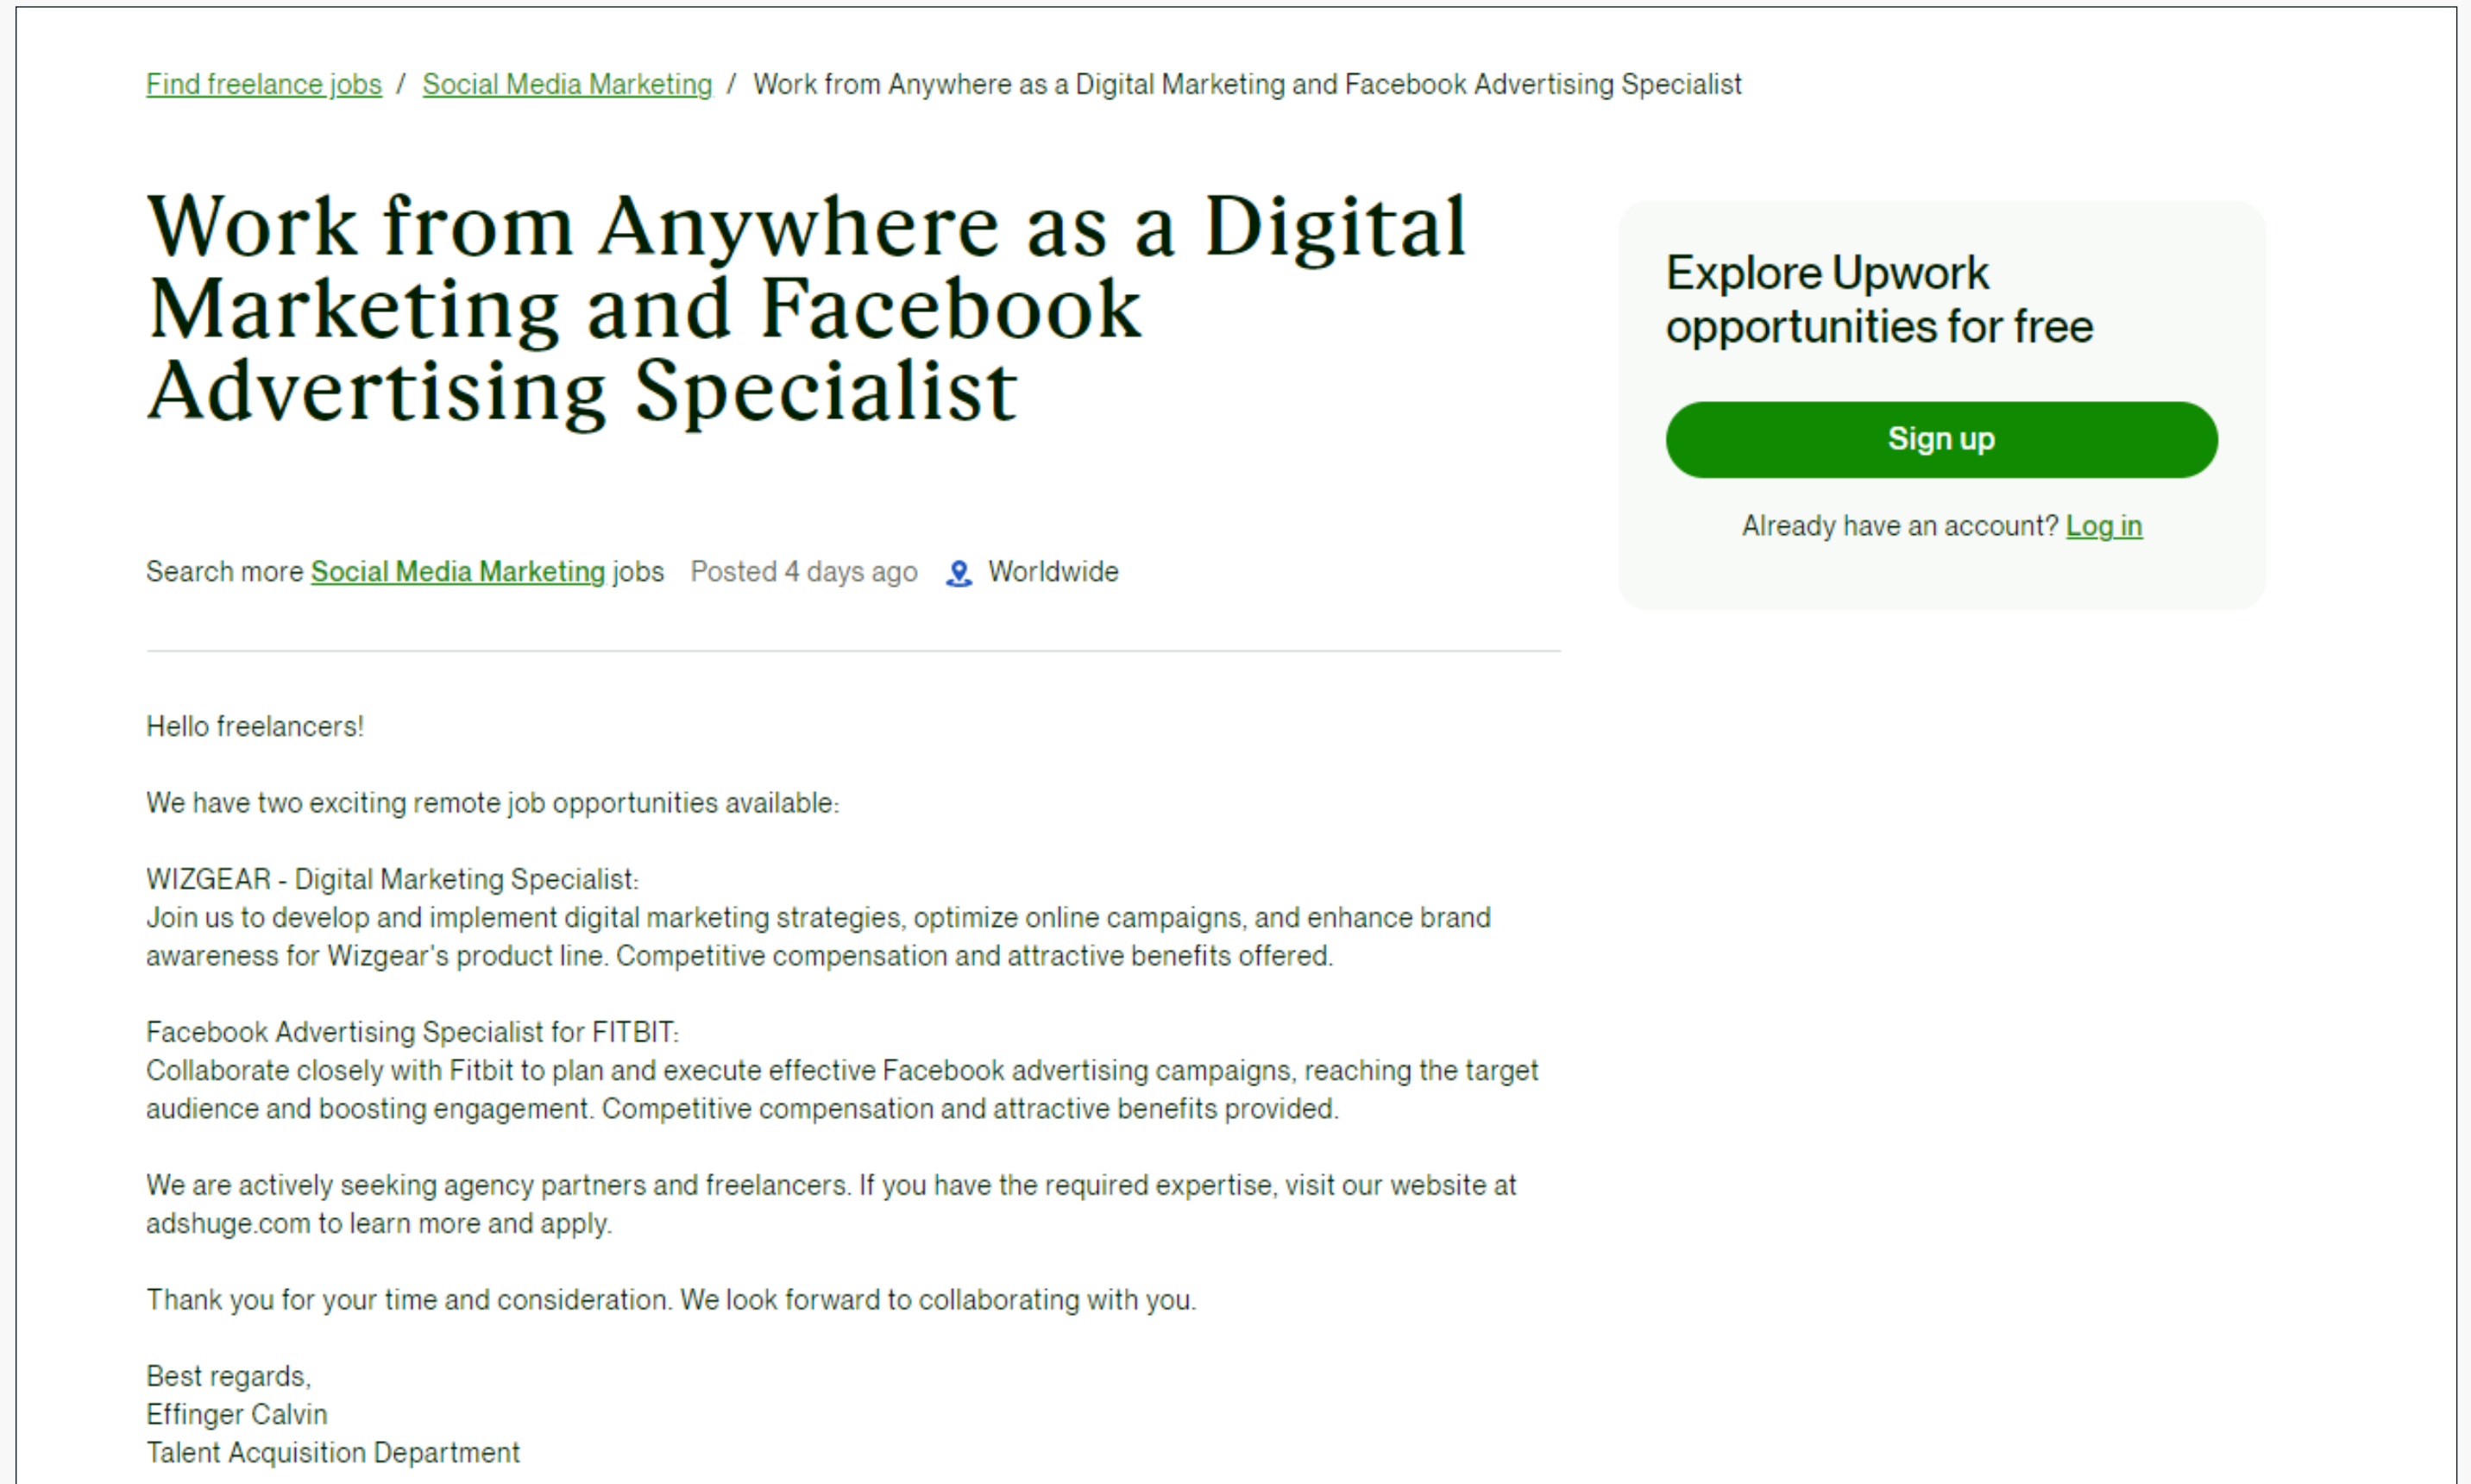 Find freelance jobs / Social Media Marketing / Work from Anywhere as a Digital Marketing and Facebook Advertising Specialist
Work from Anywhere as a Digital
Marketing and Facebook
Advertising Specialist
Explore Upwork
opportunities for free
Sign up
Already have an account? Log in
Search more Social Media Marketing jobs Posted 4 days ago Worldwide
Hello freelancers!
We have two exciting remote job opportunities available:
WIZGEAR - Digital Marketing Specialist:
Join us to develop and implement digital marketing strategies, optimize online campaigns, and enhance brand
awareness for Wizgear's product line. Competitive compensation and attractive benefits offered.
Facebook Advertising Specialist for FITBIT:
Collaborate closely with Fitbit to plan and execute effective Facebook advertising campaigns, reaching the target
audience and boosting engagement. Competitive compensation and attractive benefits provided.
We are actively seeking agency partners and freelancers. If you have the required expertise, visit our website at
adshuge.com to learn more and apply.
Thank you for your time and consideration. We look forward to collaborating with you.
Best regards,
Effinger Calvin
Talent Acquisition Department